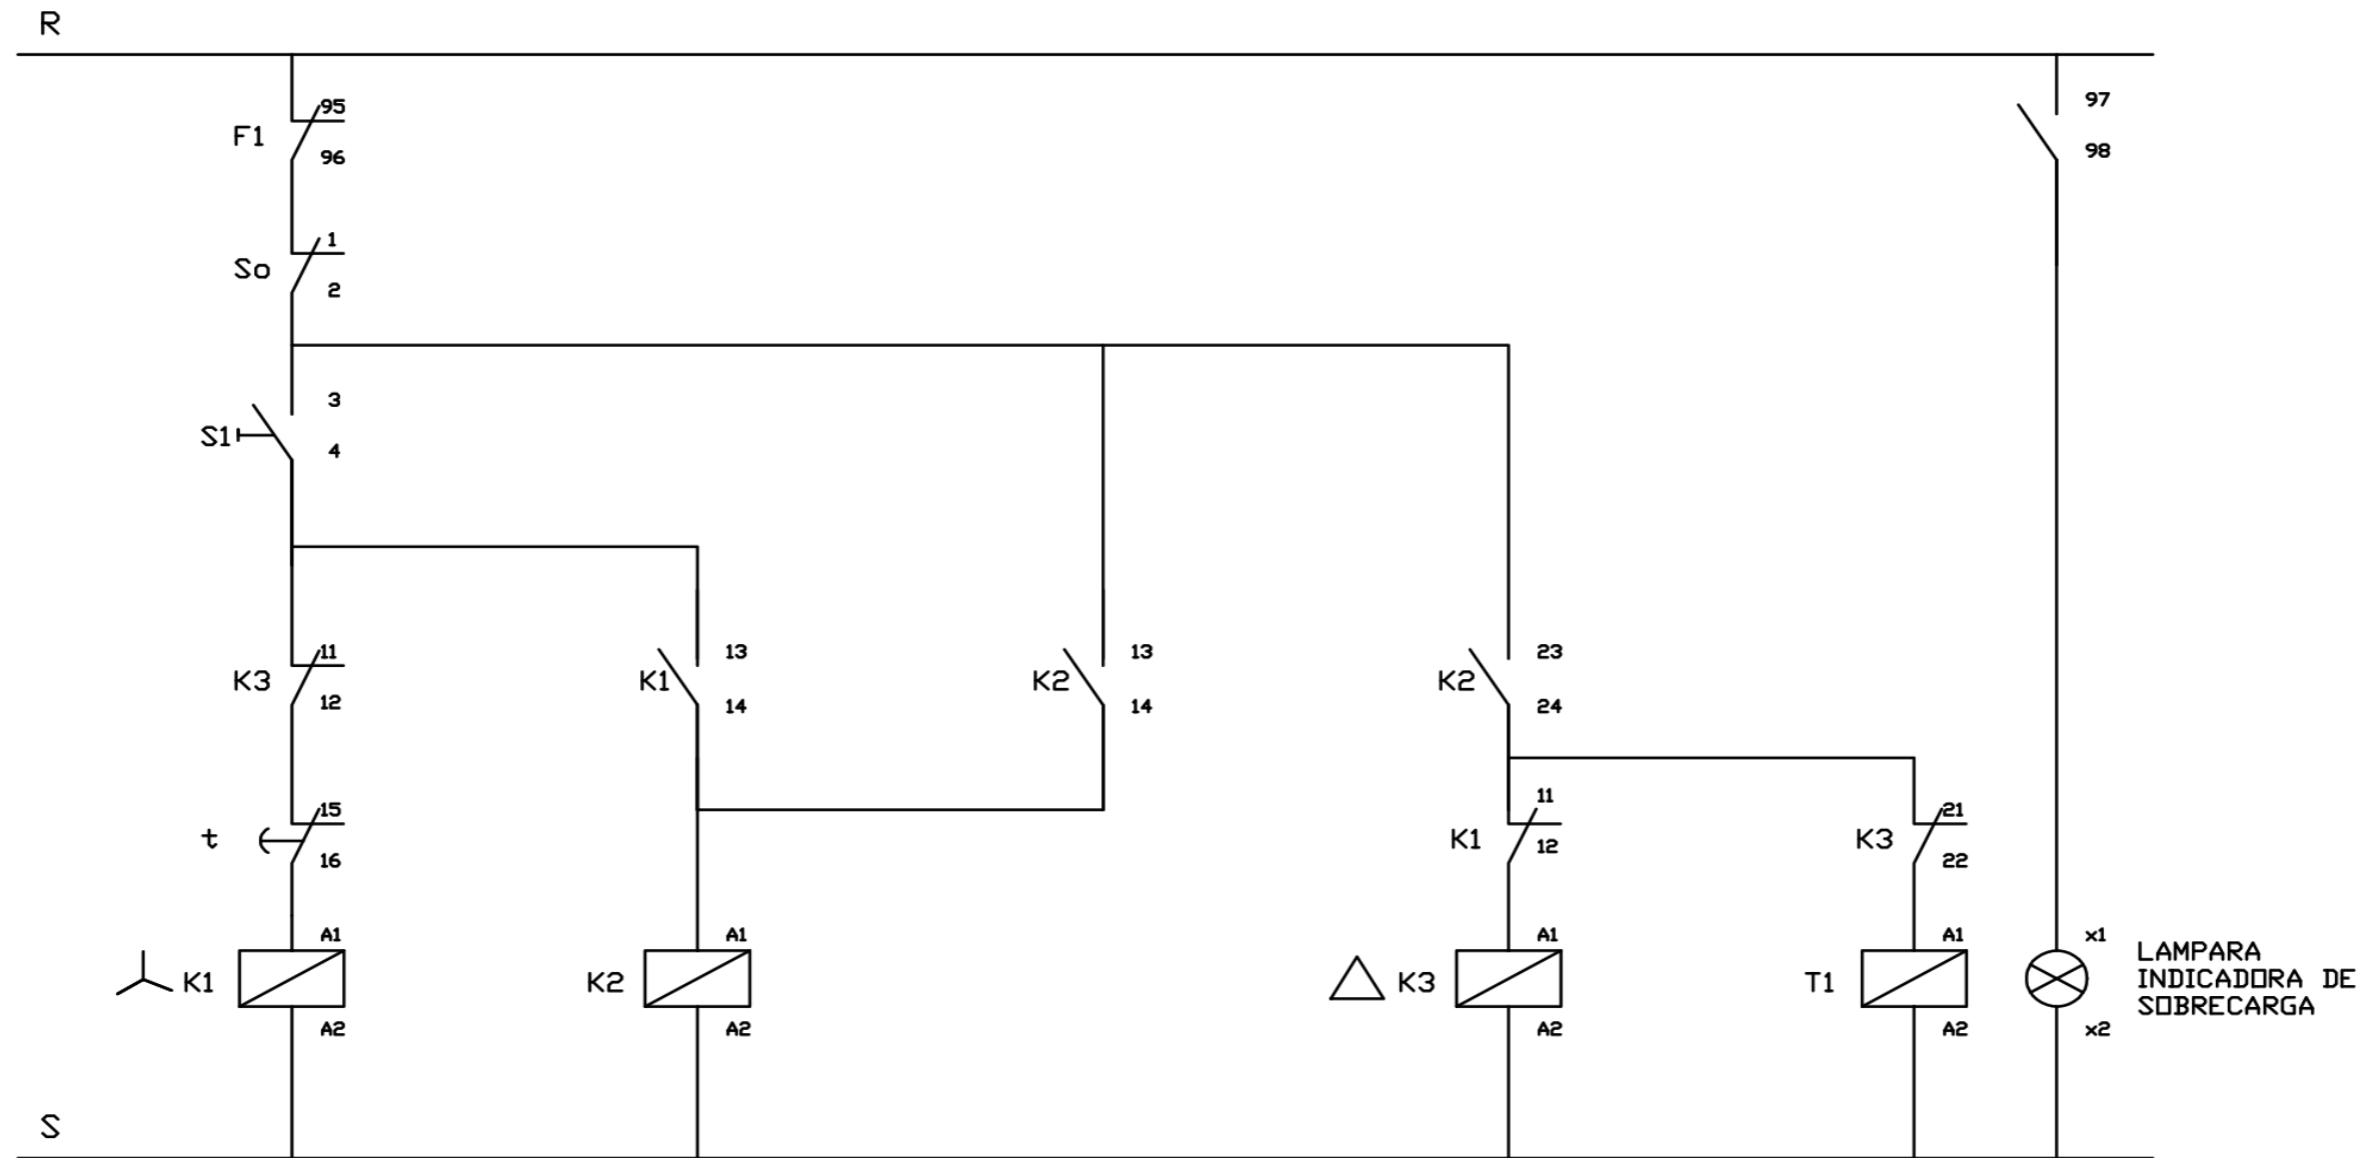 R
95
F1
96
1
So
2
3
S1
4
11
K3
12
13
K1
14
13
K2
14
23
K2
24
15
t
16
11
K1
12
21
K3
22
A1
K1
A2
A1
K2
A2
A1
K3
A2
A1
T1
A2
97
98
x1
x2
LAMPARA
INDICADORA DE
SOBRECARGA
S